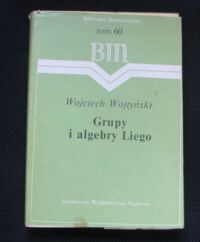 Biblioteka Matematyczna
tom 60
BM
Wojciech Wojtyński
Grupy
i algebry Liego
Państwowe Wydawnictwo Naukowe